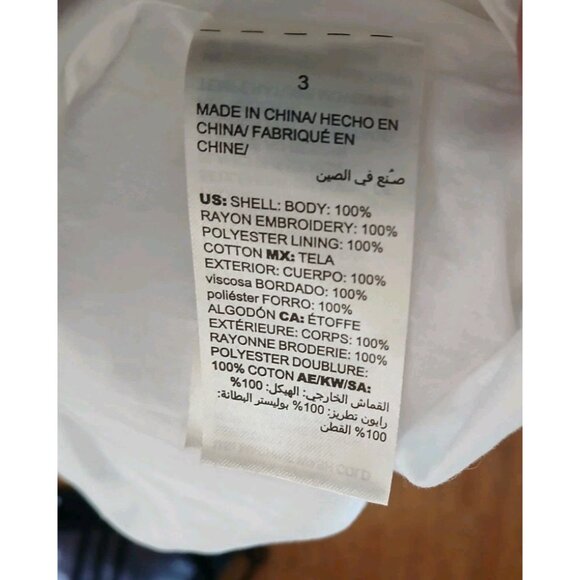 3
MADE IN CHINA/ HECHO EN
CHINA/ FABRIQUÉ EN
CHINE/
صُنع في الصين
US: SHELL: BODY: 100%
RAYON EMBROIDERY: 100%
POLYESTER LINING: 100%
COTTON MX: TELA
EXTERIOR: CUERPO: 100%
viscosa BORDADO: 100%
poliéster FORRO: 100%
ALGODÓN CA: ÉTOFFE
EXTÉRIEURE: CORPS: 100%
RAYONNE BRODERIE: 100%
POLYESTER DOUBLURE:
100% COTON AE/KW/SA:
القماش الخارجي: الهيكل: 100%
رايون تطريز: 100% بوليستر البطانة:
100% القطن